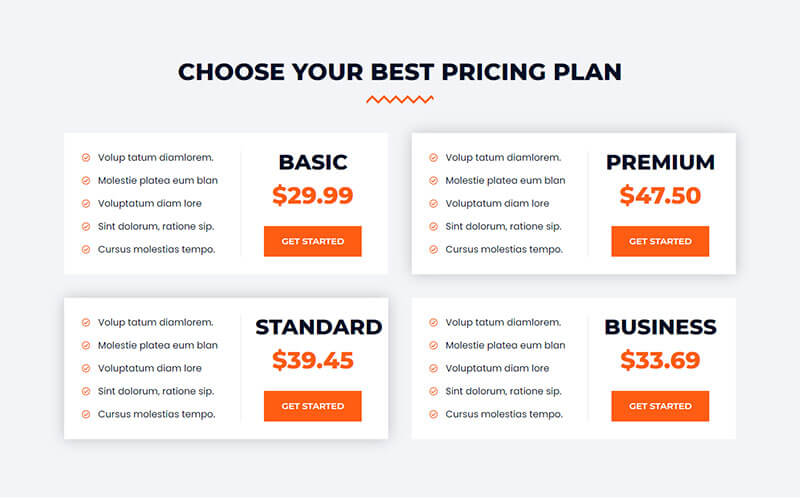 CHOOSE YOUR BEST PRICING PLAN
Volup tatum diamlorem.
Molestie platea eum blan
Voluptatum diam lore
Sint dolorum, ratione sip.
Cursus molestias tempo.
BASIC
$29.99
GET STARTED
Volup tatum diamlorem.
Molestie platea eum blan
Voluptatum diam lore
Sint dolorum, ratione sip.
Cursus molestias tempo.
PREMIUM
$47.50
GET STARTED
Volup tatum diamlorem.
Molestie platea eum blan
Voluptatum diam lore
Sint dolorum, ratione sip.
Cursus molestias tempo.
STANDARD
$39.45
GET STARTED
Volup tatum diamlorem.
Molestie platea eum blan
Voluptatum diam lore
Sint dolorum, ratione sip.
Cursus molestias tempo.
BUSINESS
$33.69
GET STARTED